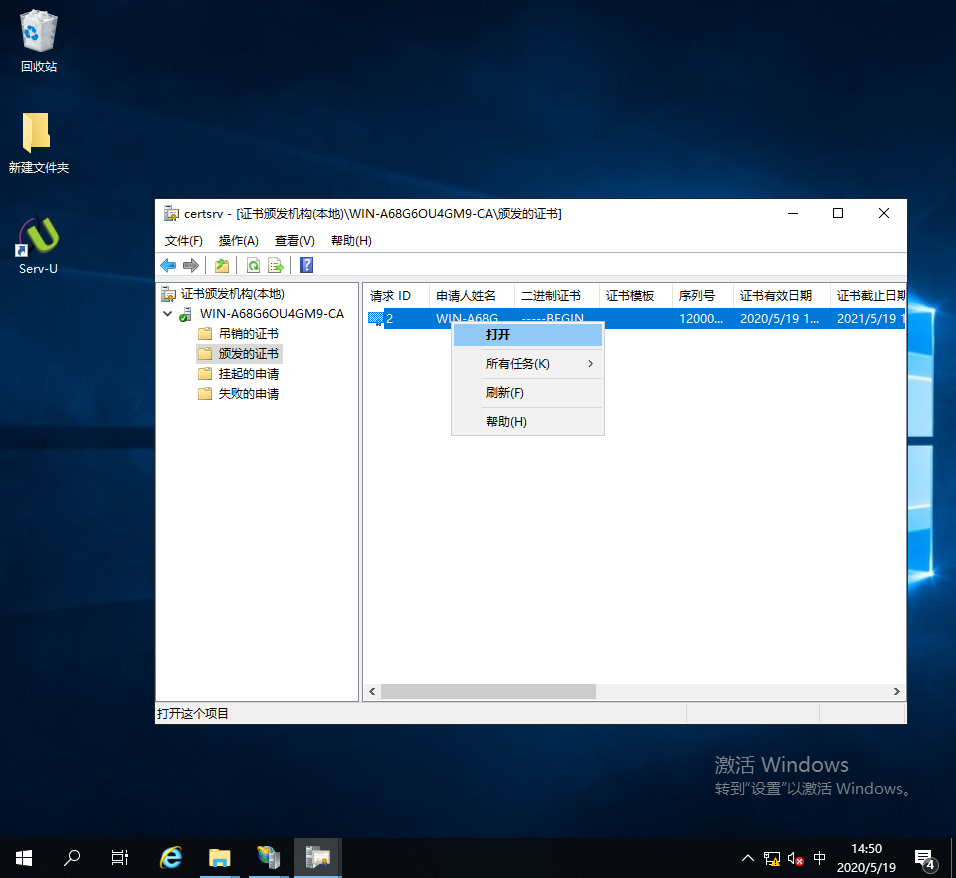 回收站
新建文件夹
Serv-U
certsrv - [证书颁发机构(本地)\WIN-A68G6OU4GM9-CA\颁发的证书]
文件(F) 操作(A) 查看(V) 帮助(H)
证书颁发机构(本地)
WIN-A68G6OU4GM9-CA
吊销的证书
颁发的证书
挂起的申请
失败的申请
请求 ID 申请人姓名 二进制证书 证书模板 序列号 证书有效日期 证书截止日期
2 WIN-A68G... -----BEGIN 12000... 2020/5/19 1... 2021/5/19 1
打开
所有任务(K)
刷新(F)
帮助(H)
打开这个项目
激活 Windows
转到"设置"以激活 Windows。
中
14:50
2020/5/19
4